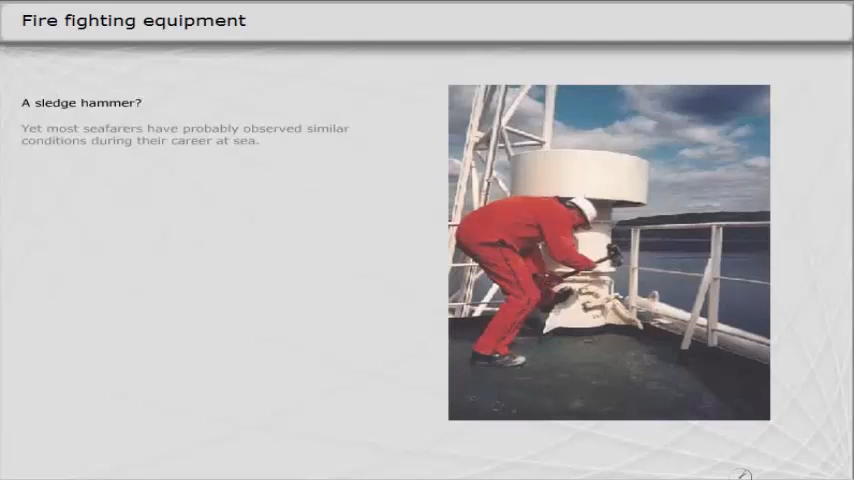 Fire fighting equipment
A sledge hammer?
Yet most seafarers have probably observed similar
conditions during their career at sea.